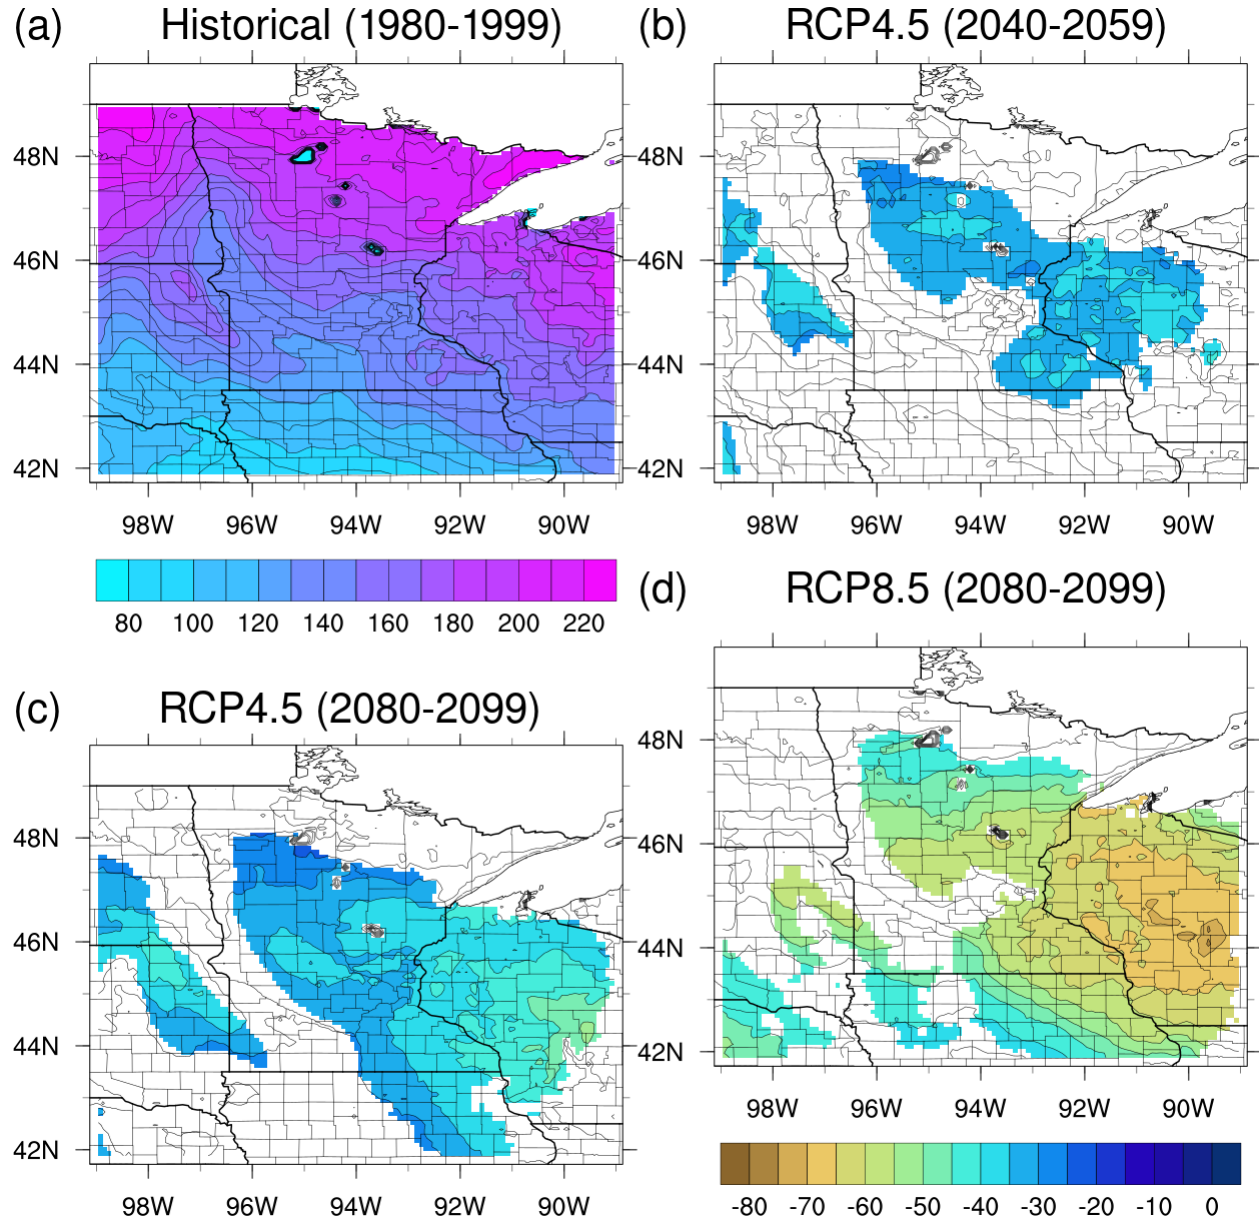 (a) Historical (1980-1999)
48N
46N
44N
42N
98W 96W 94W 92W 90W
80 100 120 140 160 180 200 220
(b) RCP4.5 (2040-2059)
48N
46N
44N
42N
98W 96W 94W 92W 90W
(c) RCP4.5 (2080-2099)
48N
46N
44N
42N
98W 96W 94W 92W 90W
(d) RCP8.5 (2080-2099)
48N
46N
44N
42N
98W 96W 94W 92W 90W
-80 -70 -60 -50 -40 -30 -20 -10 0